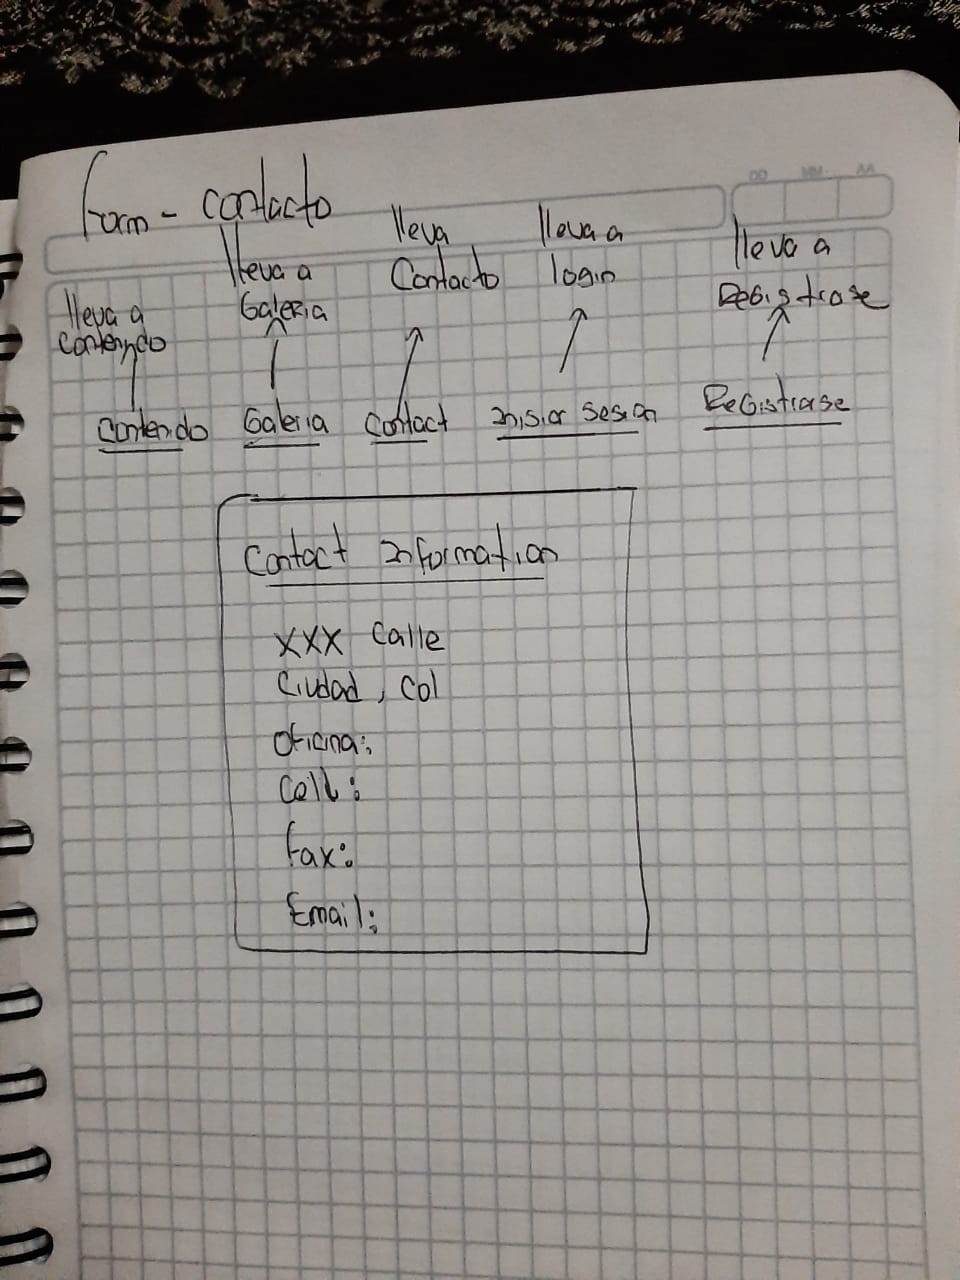 Form - contacto
lleva a
contenido
lleva a
Galeria
lleva
Contacto
lleva a
login
lleva a
Registrase
Contenido Galeria Contact Inisiar sesion Registrarse
Contact Information
XXX Calle
Ciudad, Col
Oficina:
Cell:
Fax:
Email:
DD MM AA